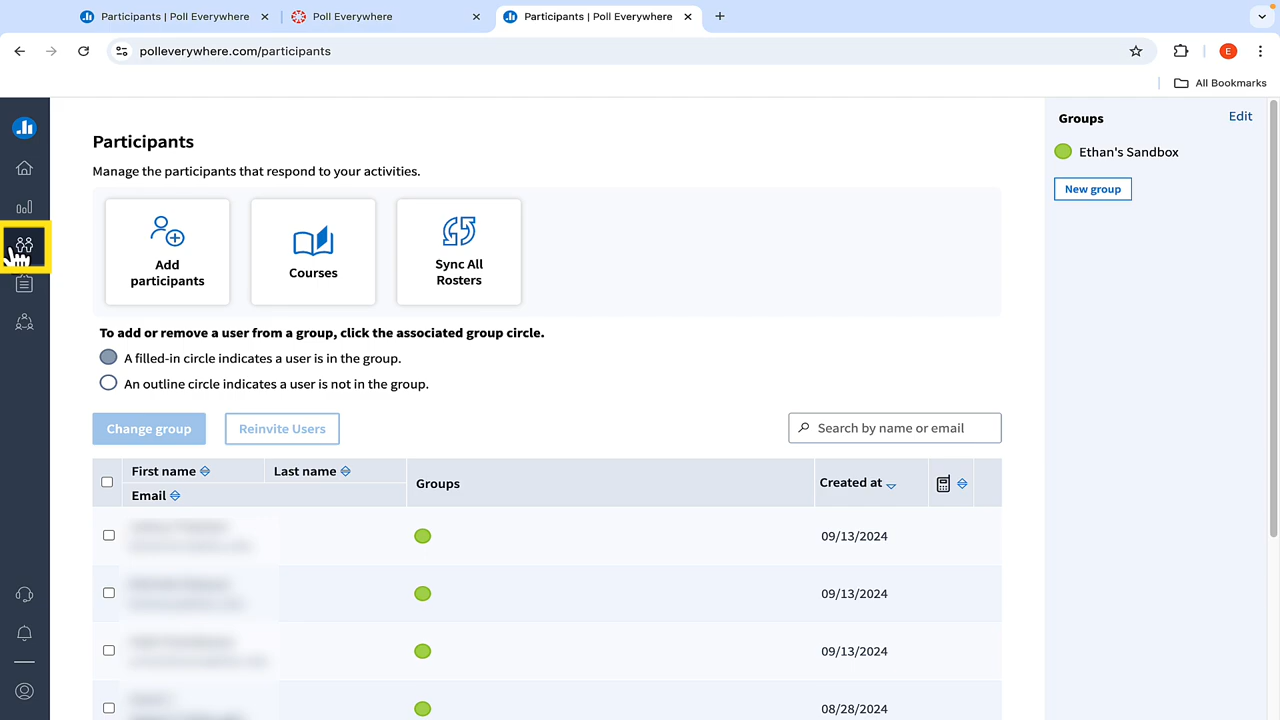 Participants | Poll Everywhere
Poll Everywhere
Participants | Poll Everywhere
polleverywhere.com/participants
E
All Bookmarks
Participants
Manage the participants that respond to your activities.
Add
participants
Courses
Sync All
Rosters
To add or remove a user from a group, click the associated group circle.
A filled-in circle indicates a user is in the group.
An outline circle indicates a user is not in the group.
Change group
Reinvite Users
Search by name or email
First name
Last name
Email
Groups
Created at
09/13/2024
09/13/2024
09/13/2024
08/28/2024
Groups
Edit
Ethan's Sandbox
New group